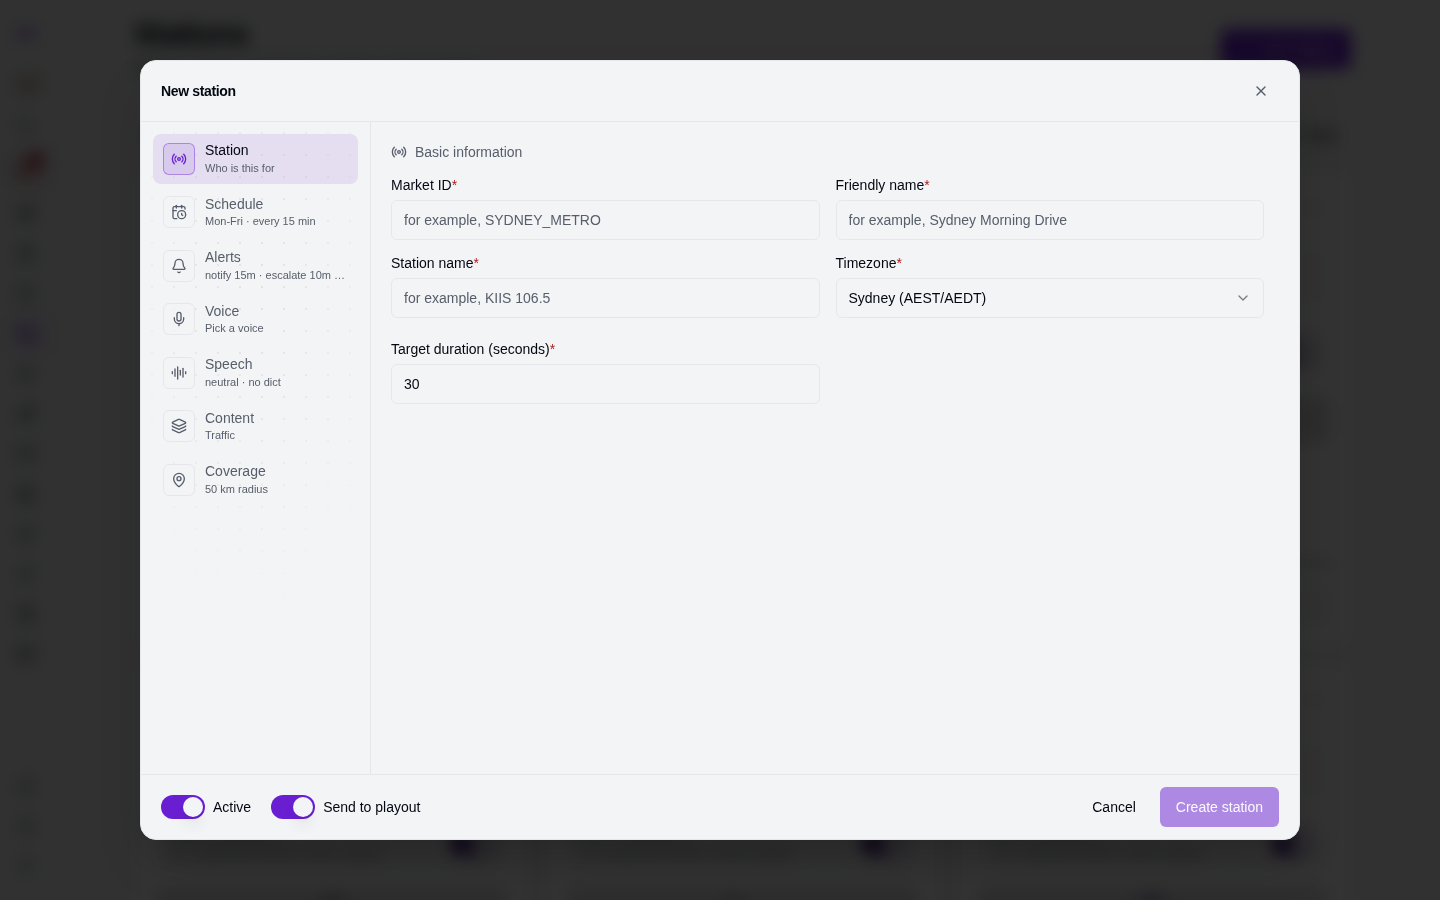 Stations
New station
Station
Who is this for
Schedule
Mon-Fri · every 15 min
Alerts
notify 15m · escalate 10m ...
Voice
Pick a voice
Speech
neutral · no dict
Content
Traffic
Coverage
50 km radius
Basic information
Market ID*
for example, SYDNEY_METRO
Friendly name*
for example, Sydney Morning Drive
Station name*
for example, KIIS 106.5
Timezone*
Sydney (AEST/AEDT)
Target duration (seconds)*
30
Active
Send to playout
Cancel
Create station